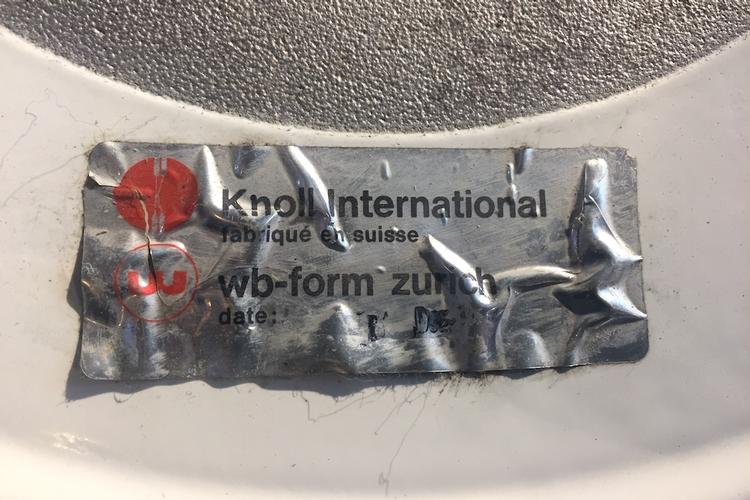 Knoll International
fabriqué en suisse
wb-form zurich
date: